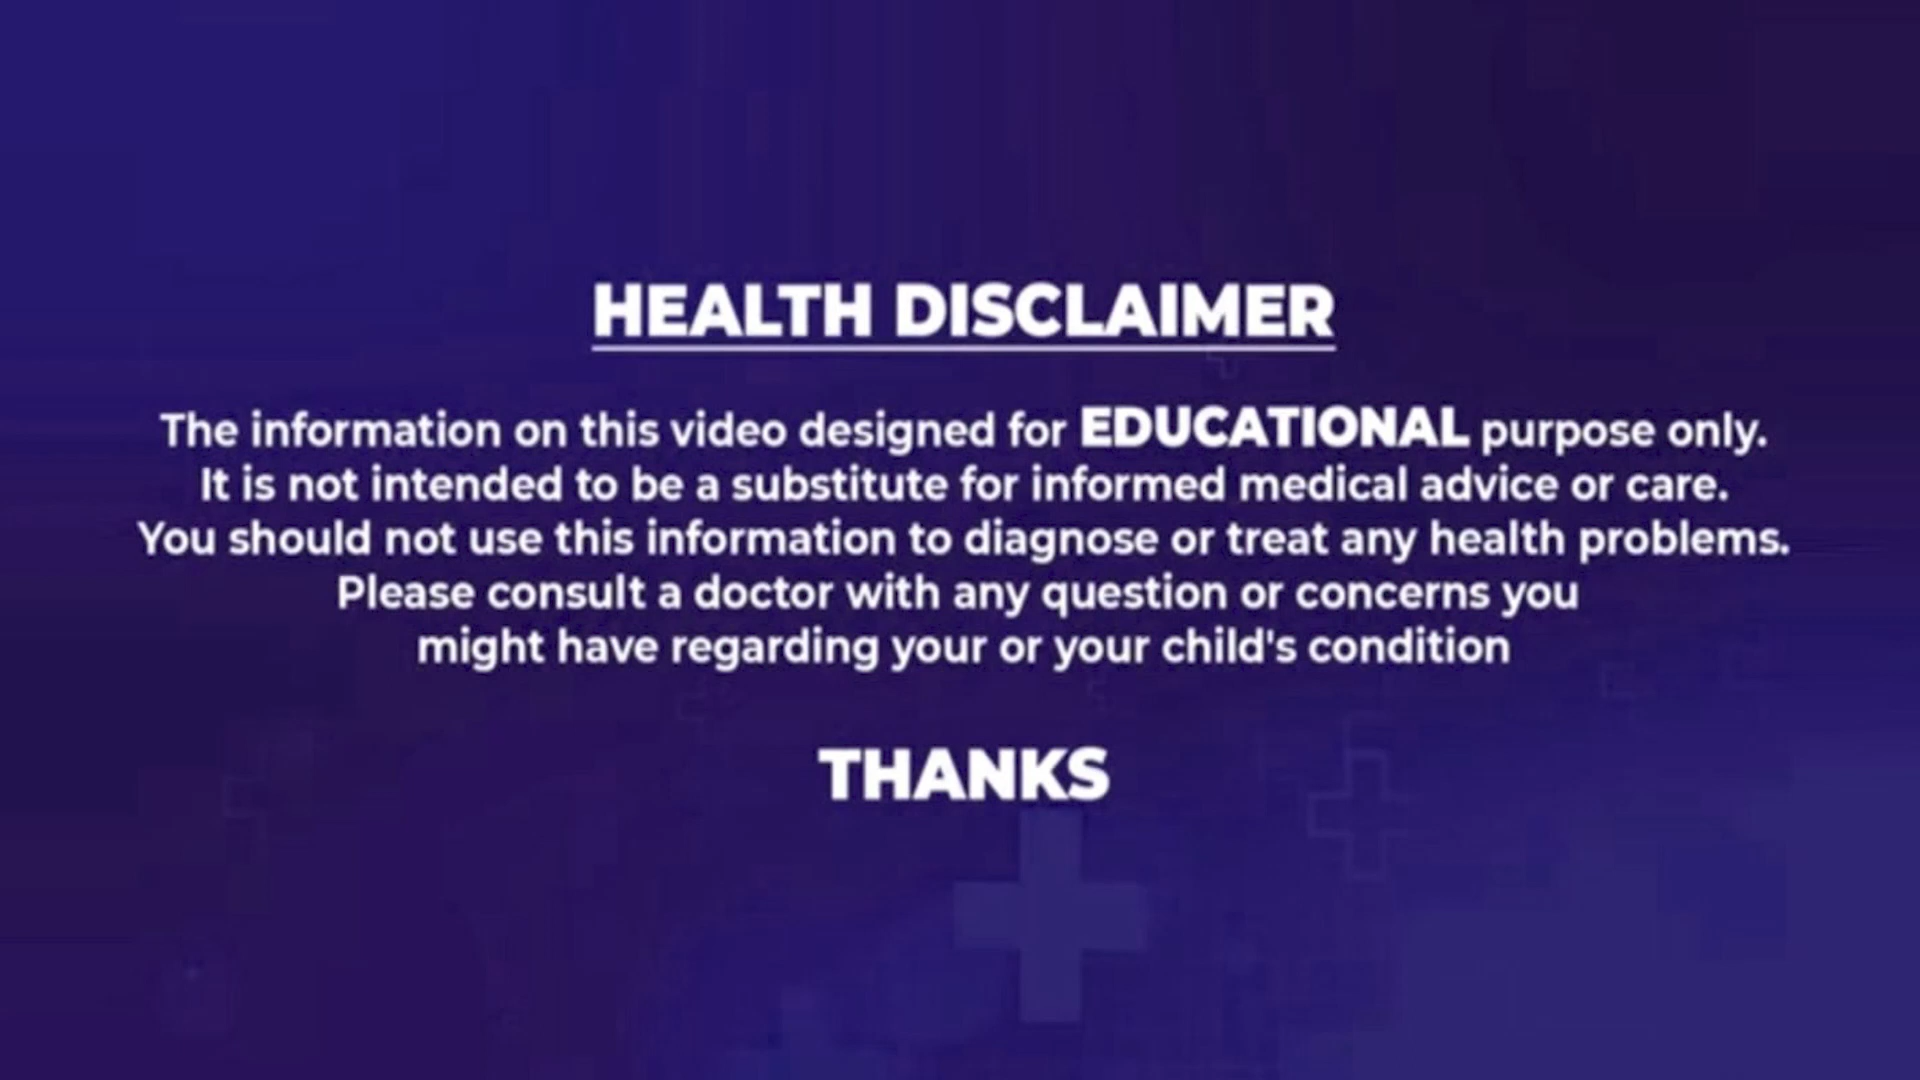 HEALTH DISCLAIMER
The information on this video designed for EDUCATIONAL purpose only.
It is not intended to be a substitute for informed medical advice or care.
You should not use this information to diagnose or treat any health problems.
Please consult a doctor with any question or concerns you
might have regarding your or your child's condition
THANKS